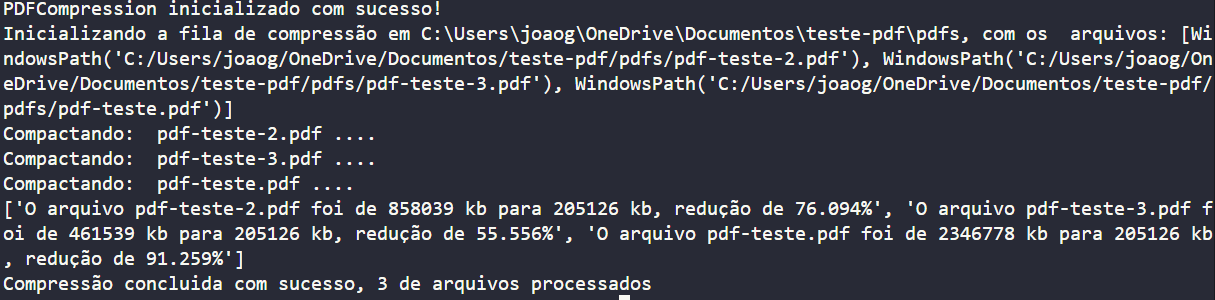 PDFCompression inicializado com sucesso!
Inicializando a fila de compressão em C:\Users\joaog\OneDrive\Documentos\teste-pdf\pdfs, com os  arquivos: [Wi
ndowsPath('C:/Users/joaog/OneDrive/Documentos/teste-pdf/pdfs/pdf-teste-2.pdf'), WindowsPath('C:/Users/joaog/On
eDrive/Documentos/teste-pdf/pdfs/pdf-teste-3.pdf'), WindowsPath('C:/Users/joaog/OneDrive/Documentos/teste-pdf/
pdfs/pdf-teste.pdf')]
Compactando:  pdf-teste-2.pdf ....
Compactando:  pdf-teste-3.pdf ....
Compactando:  pdf-teste.pdf ....
['O arquivo pdf-teste-2.pdf foi de 858039 kb para 205126 kb, redução de 76.094%', 'O arquivo pdf-teste-3.pdf f
oi de 461539 kb para 205126 kb, redução de 55.556%', 'O arquivo pdf-teste.pdf foi de 2346778 kb para 205126 kb
, redução de 91.259%']
Compressão concluida com sucesso, 3 de arquivos processados